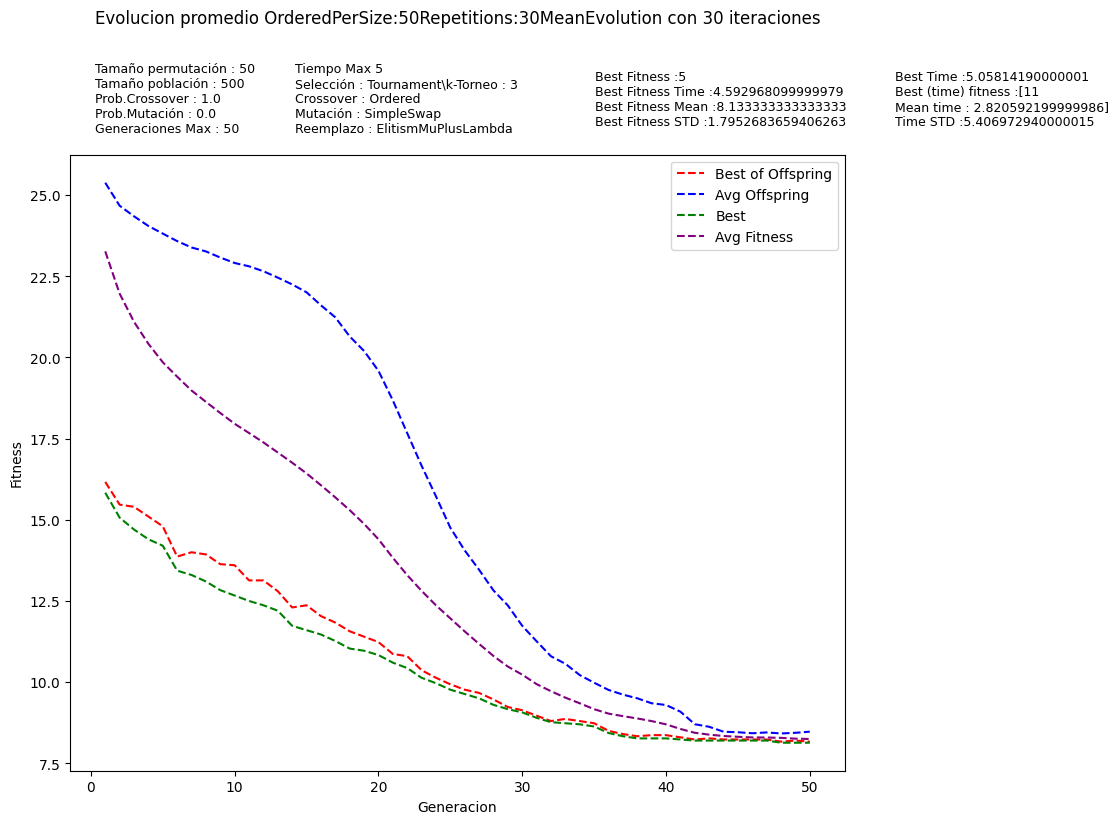 Evolucion promedio OrderedPerSize:50Repetitions:30MeanEvolution con 30 iteraciones
Tamaño permutación : 50
Tamaño población : 500
Prob.Crossover : 1.0
Prob.Mutación : 0.0
Generaciones Max : 50
Tiempo Max 5
Selección : Tournament\k-Torneo : 3
Crossover : Ordered
Mutación : SimpleSwap
Reemplazo : ElitismMuPlusLambda
Best Fitness :5
Best Fitness Time :4.592968099999979
Best Fitness Mean :8.133333333333333
Best Fitness STD :1.7952683659406263
Best Time :5.05814190000001
Best (time) fitness :[11
Mean time : 2.820592199999986]
Time STD :5.406972940000015
Best of Offspring
Avg Offspring
Best
Avg Fitness
Fitness
25.0
22.5
20.0
17.5
15.0
12.5
10.0
7.5
0
10
20
30
40
50
Generacion